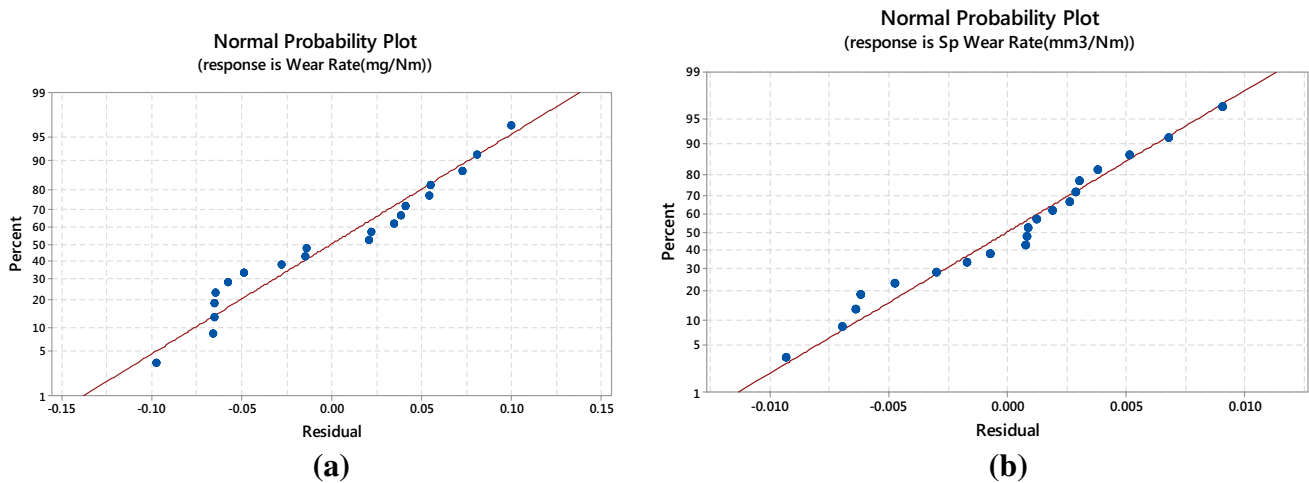 Normal Probability Plot
(response is Wear Rate(mg/Nm))
99
95
90
80
70
60
50
40
30
20
10
5
1
Percent
-0.15 -0.10 -0.05 0.00 0.05 0.10 0.15
Residual
(a)
Normal Probability Plot
(response is Sp Wear Rate(mm3/Nm))
99
95
90
80
70
60
50
40
30
20
10
5
1
Percent
-0.010 -0.005 0.000 0.005 0.010
Residual
(b)